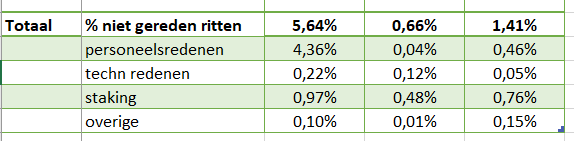 Totaal % niet gereden ritten 5,64% 0,66% 1,41%
personeelsredenen 4,36% 0,04% 0,46%
techn redenen 0,22% 0,12% 0,05%
staking 0,97% 0,48% 0,76%
overige 0,10% 0,01% 0,15%